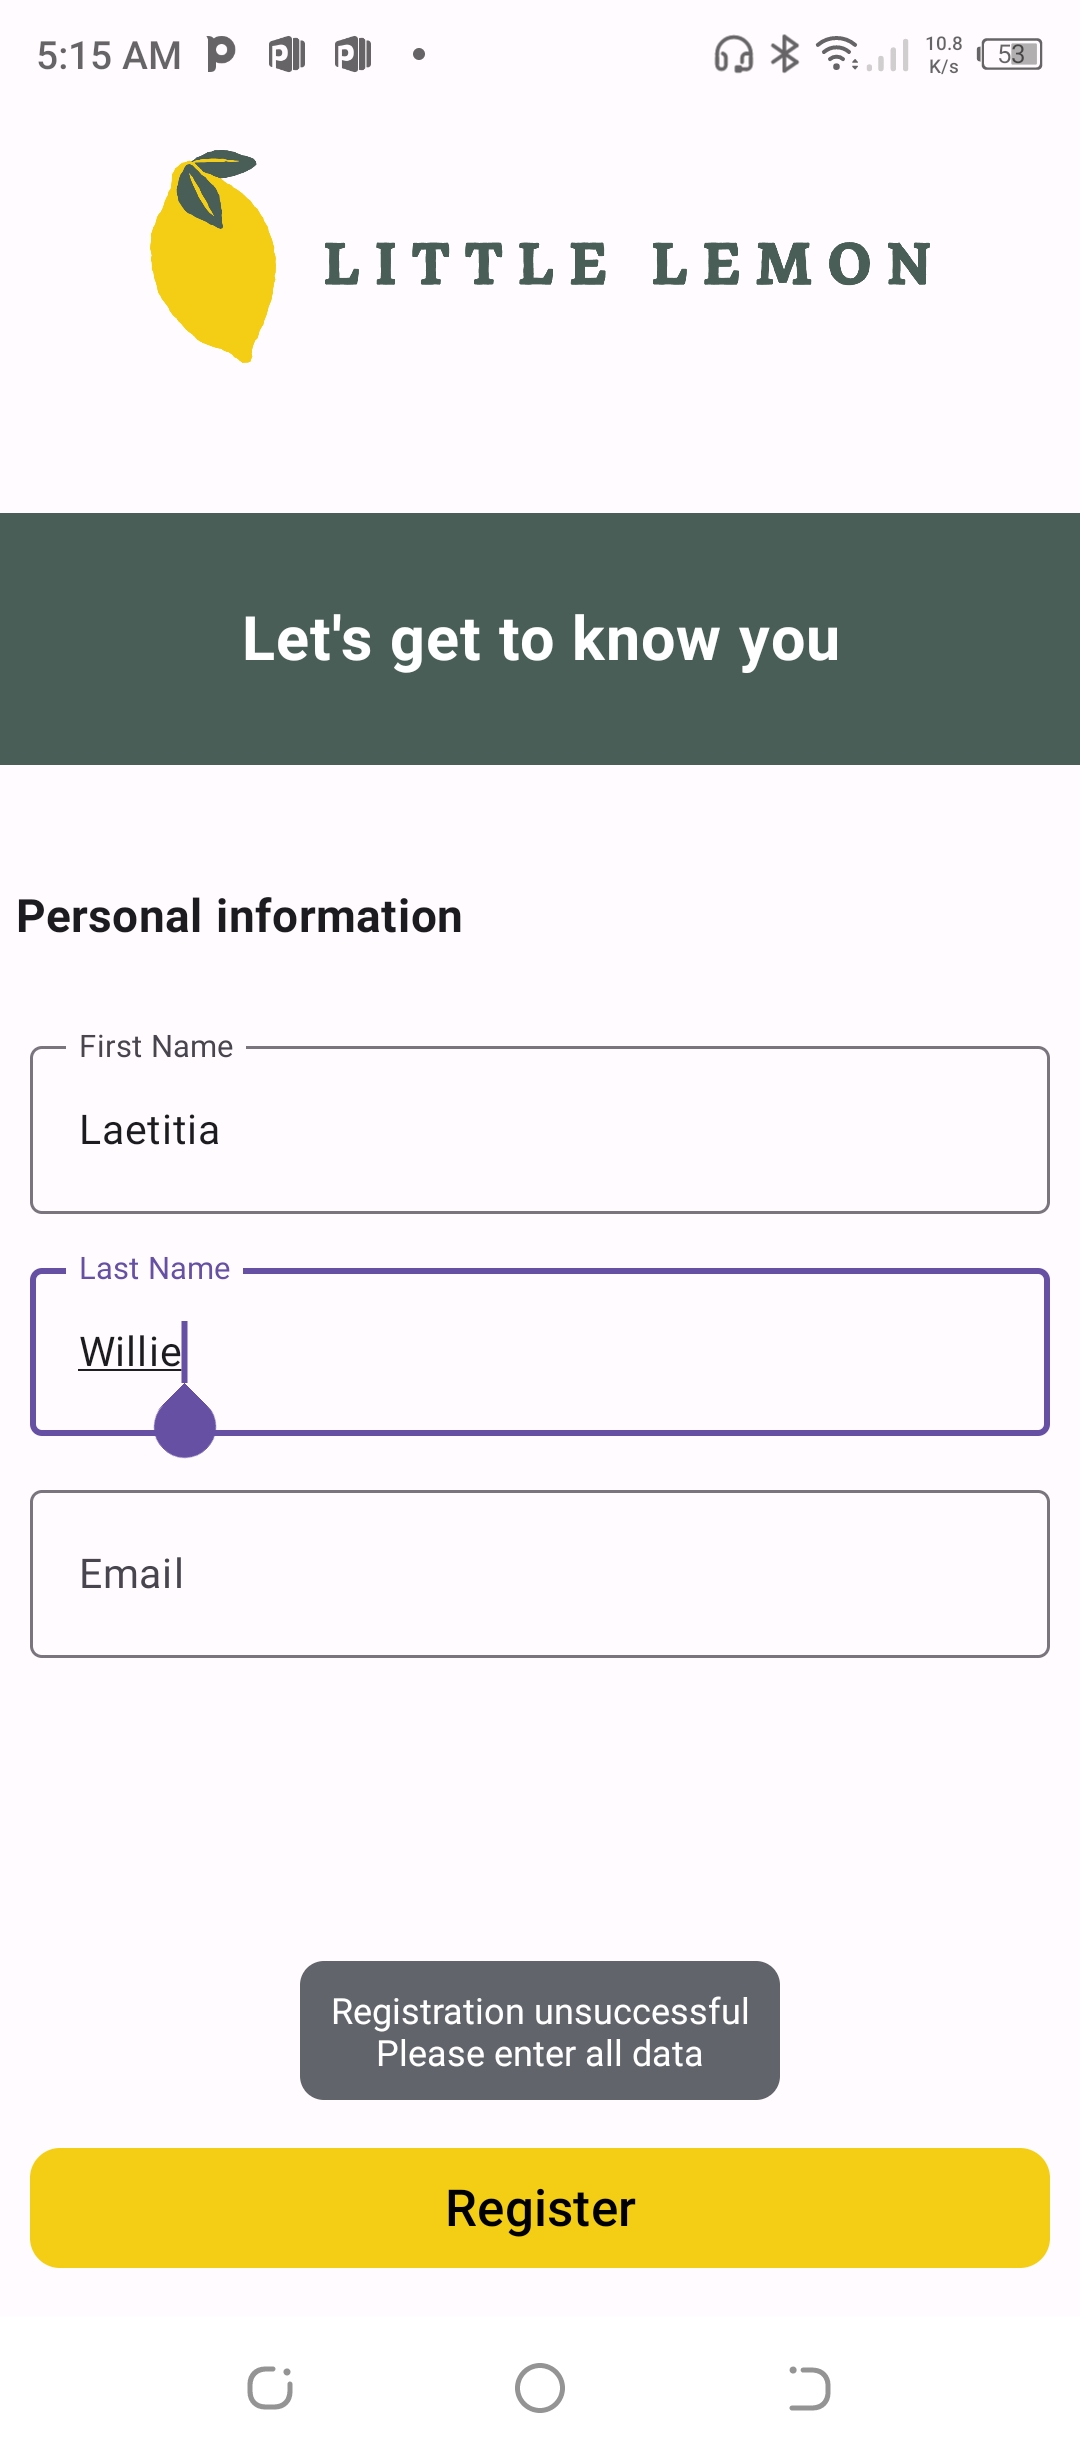 5:15 AM
10.8
K/s
53
LITTLE LEMON
Let's get to know you
Personal information
First Name
Laetitia
Last Name
Willie
Email
Registration unsuccessful
Please enter all data
Register